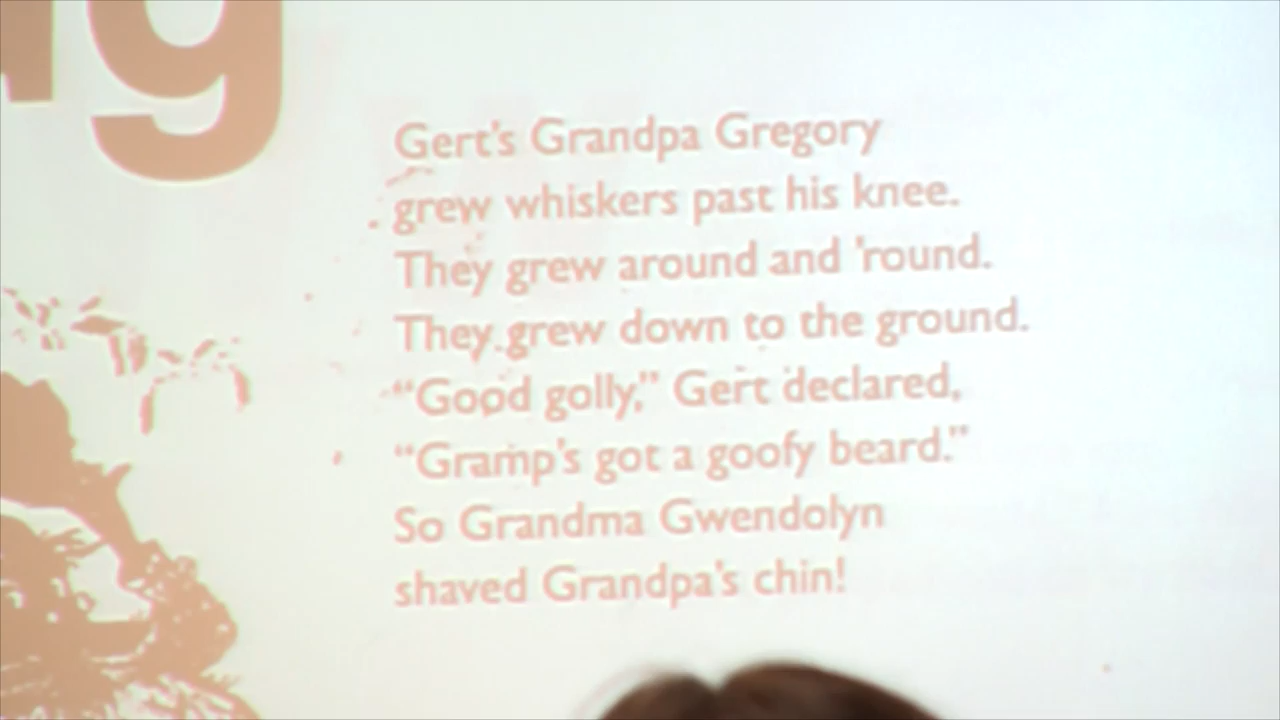 g
Gert's Grandpa Gregory
grew whiskers past his knee.
They grew around and 'round.
They grew down to the ground.
“Good golly,” Gert declared,
“Gramp's got a goofy beard.”
So Grandma Gwendolyn
shaved Grandpa's chin!